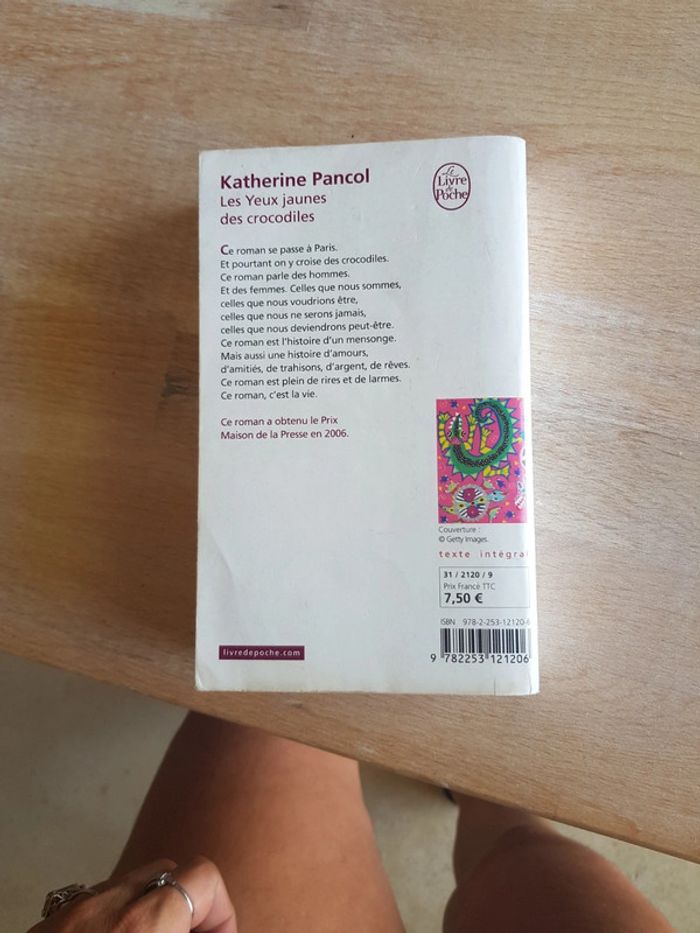 Katherine Pancol
Les Yeux jaunes
des crocodiles
Le
Livre
de
Poche
Ce roman se passe à Paris.
Et pourtant on y croise des crocodiles.
Ce roman parle des hommes.
Et des femmes. Celles que nous sommes,
celles que nous voudrions être,
celles que nous ne serons jamais,
celles que nous deviendrons peut-être.
Ce roman est l'histoire d'un mensonge.
Mais aussi une histoire d'amours,
d'amitiés, de trahisons, d'argent, de rêves.
Ce roman est plein de rires et de larmes.
Ce roman, c'est la vie.
Ce roman a obtenu le Prix
Maison de la Presse en 2006.
Couverture :
© Getty Images.
texte intégral
31 / 2120 / 9
Prix France TTC
7,50 €
ISBN 978-2-253-12120-6
9 782253 121206
livredepoche.com